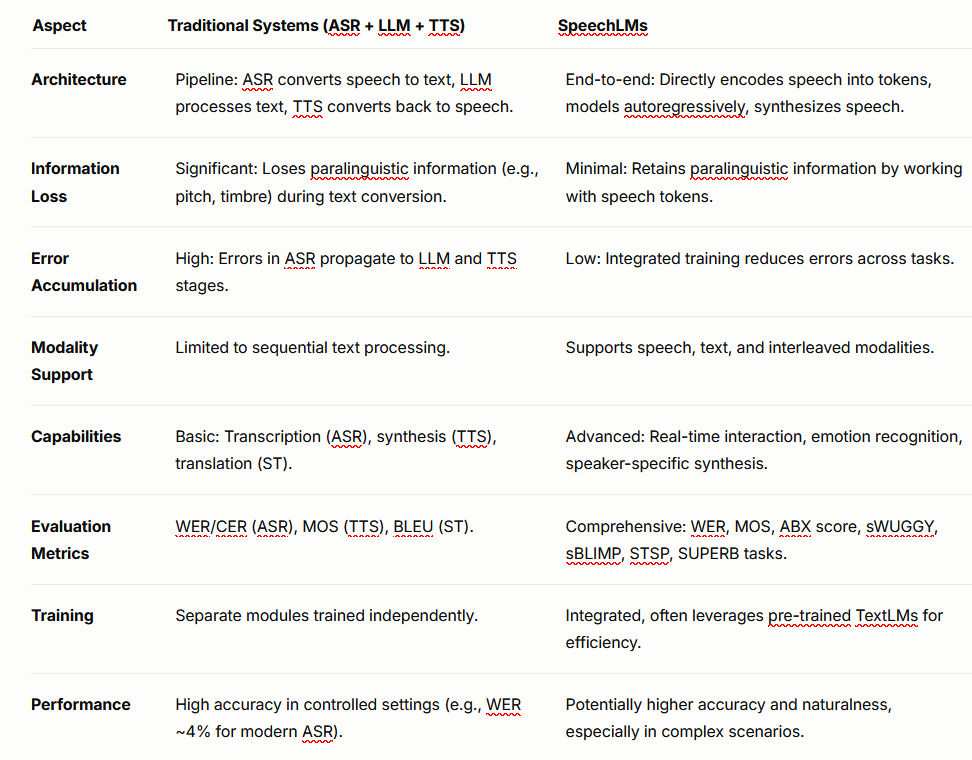 Aspect Traditional Systems (ASR + LLM + TTS) SpeechLMs
Architecture Pipeline: ASR converts speech to text, LLM End-to-end: Directly encodes speech into tokens,
processes text, TTS converts back to speech. models autoregressively, synthesizes speech.
Information Significant: Loses paralinguistic information (e.g., Minimal: Retains paralinguistic information by working
Loss pitch, timbre) during text conversion. with speech tokens.
Error High: Errors in ASR propagate to LLM and TTS Low: Integrated training reduces errors across tasks.
Accumulation stages.
Modality Limited to sequential text processing. Supports speech, text, and interleaved modalities.
Support
Capabilities Basic: Transcription (ASR), synthesis (TTS), Advanced: Real-time interaction, emotion recognition,
translation (ST). speaker-specific synthesis.
Evaluation WER/CER (ASR), MOS (TTS), BLEU (ST). Comprehensive: WER, MOS, ABX score, sWUGGY,
Metrics sBLIMP, STSP, SUPERB tasks.
Training Separate modules trained independently. Integrated, often leverages pre-trained TextLMs for
efficiency.
Performance High accuracy in controlled settings (e.g., WER Potentially higher accuracy and naturalness,
~4% for modern ASR). especially in complex scenarios.